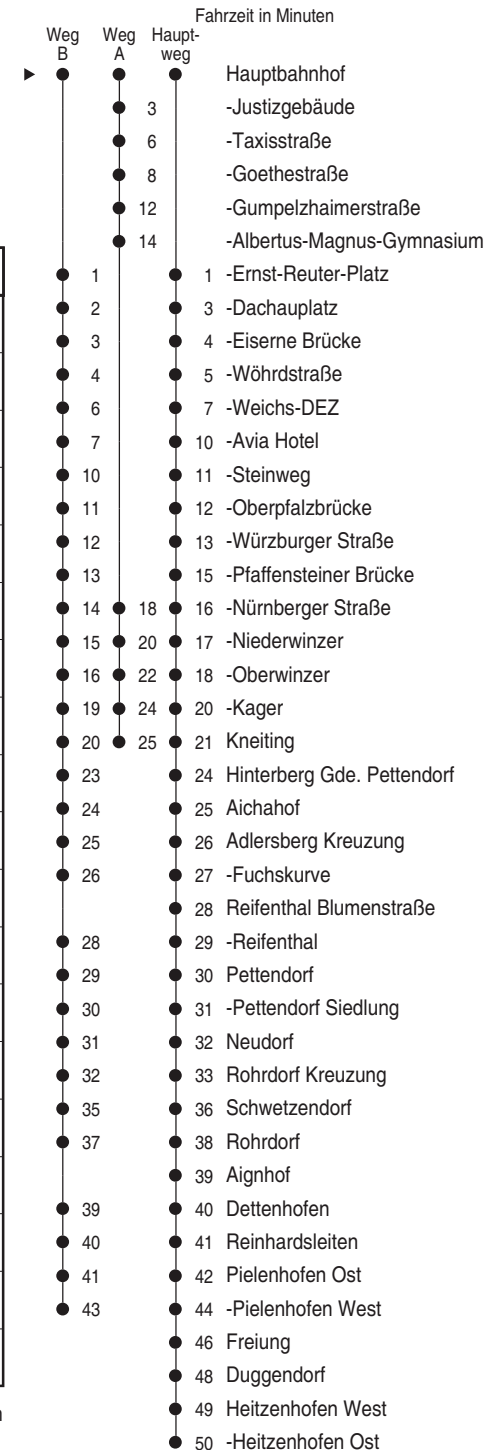 Fahrzeit in Minuten
Weg B Weg A Haupt-weg
Hauptbahnhof
3 -Justizgebäude
6 -Taxisstraße
8 -Goethestraße
12 -Gumpelzhaimerstraße
14 -Albertus-Magnus-Gymnasium
1 1 -Ernst-Reuter-Platz
2 3 -Dachauplatz
3 4 -Eiserne Brücke
4 5 -Wöhrdstraße
6 7 -Weichs-DEZ
7 10 -Avia Hotel
10 11 -Steinweg
11 12 -Oberpfalzbrücke
12 13 -Würzburger Straße
13 15 -Pfaffensteiner Brücke
14 18 16 -Nürnberger Straße
15 20 17 -Niederwinzer
16 22 18 -Oberwinzer
19 24 20 -Kager
20 25 21 Kneiting
23 24 Hinterberg Gde. Pettendorf
24 25 Aichahof
25 26 Adlersberg Kreuzung
26 27 -Fuchskurve
28 Reifenthal Blumenstraße
28 29 -Reifenthal
29 30 Pettendorf
30 31 -Pettendorf Siedlung
31 32 Neudorf
32 33 Rohrdorf Kreuzung
35 36 Schwetzendorf
37 38 Rohrdorf
39 Aignhof
39 40 Dettenhofen
40 41 Reinhardsleiten
41 42 Pielenhofen Ost
43 44 -Pielenhofen West
46 Freiung
48 Duggendorf
49 Heitzenhofen West
50 -Heitzenhofen Ost